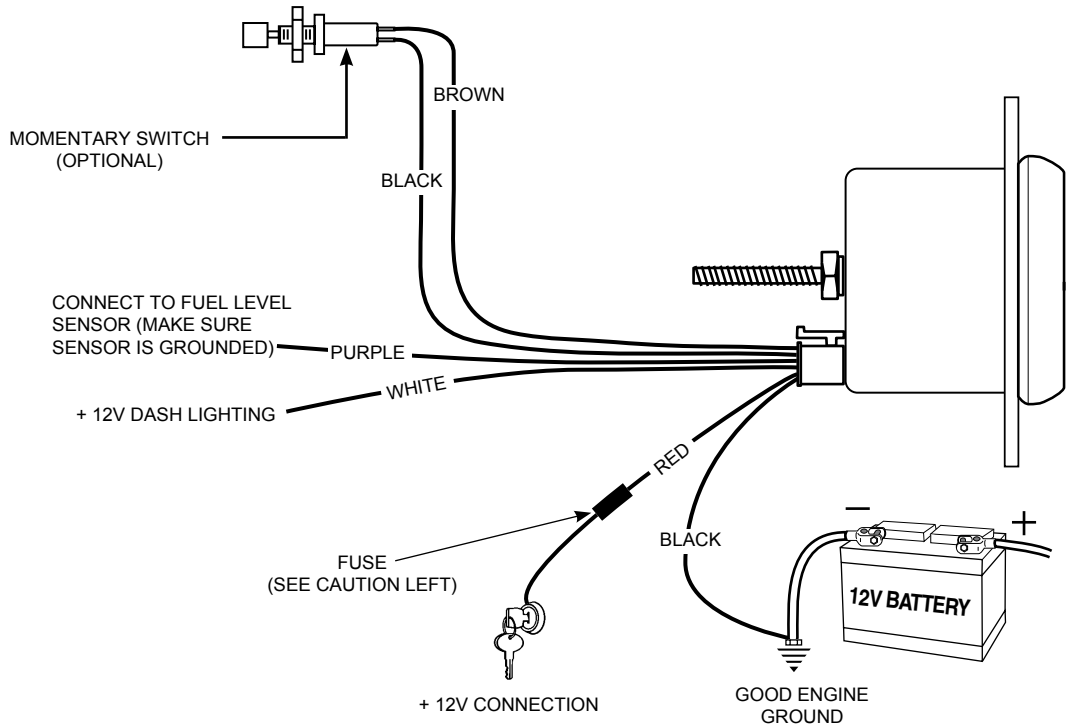 BROWN
MOMENTARY SWITCH
(OPTIONAL)
BLACK
CONNECT TO FUEL LEVEL
SENSOR (MAKE SURE
SENSOR IS GROUNDED)
PURPLE
WHITE
+ 12V DASH LIGHTING
RED
FUSE
(SEE CAUTION LEFT)
BLACK
− +
12V BATTERY
+ 12V CONNECTION
GOOD ENGINE
GROUND